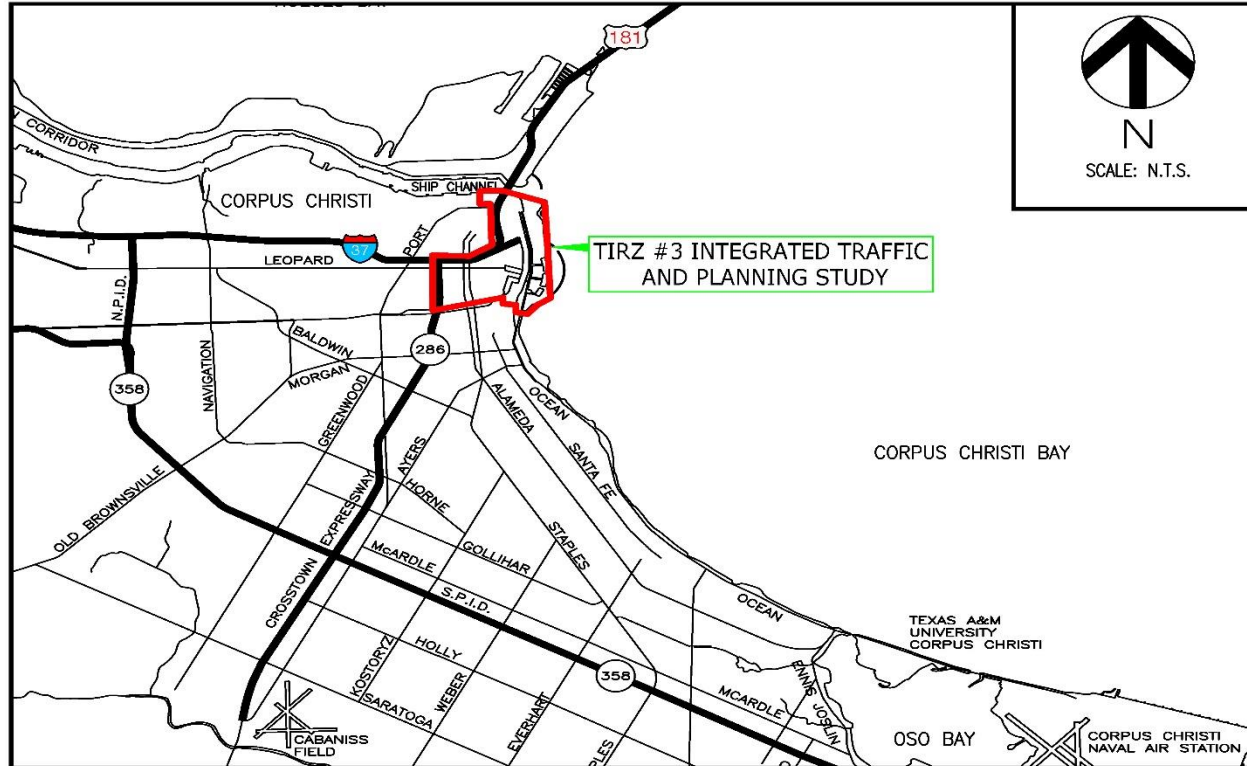 181
N
SCALE: N.T.S.
CORRIDOR
SHIP CHANNEL
CORPUS CHRISTI
PORT
37
LEOPARD
TIRZ #3 INTEGRATED TRAFFIC
AND PLANNING STUDY
N.P.I.D.
286
BALDWIN
MORGAN
358
NAVIGATION
GREENWOOD
ALAMEDA
OCEAN
SANTA FE
CORPUS CHRISTI BAY
AYERS
HORNE
OLD BROWNSVILLE
CROSSTOWN EXPRESSWAY
STAPLES
GOLLIHAR
McARDLE
S.P.I.D.
OCEAN
TEXAS A&M
UNIVERSITY
CORPUS CHRISTI
KOSTORYZ
HOLLY
WEBER
358
McARDLE
ENNIS JOSLIN
SARATOGA
EVERHART
CABANISS
FIELD
OSO BAY
CORPUS CHRISTI
NAVAL AIR STATION